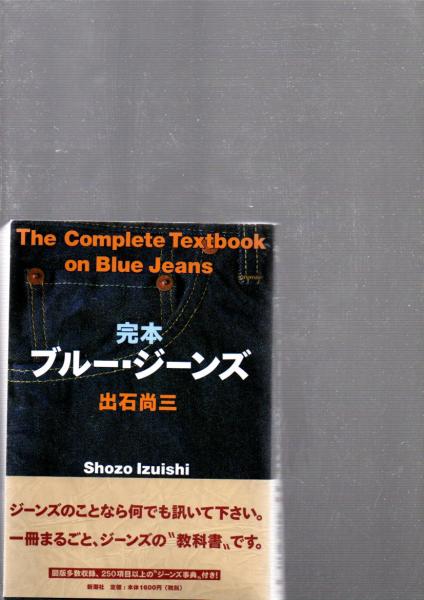 The Complete Textbook
on Blue Jeans
完本
ブルー・ジーンズ
出石尚三
Shozo Izuishi
ジーンズのことなら何でも訊いて下さい。
一冊まるごと、ジーンズの〝教科書〟です。
図版多数収録、250項目以上の〝ジーンズ事典〟付き!
新潮社 定価:本体1600円(税別)